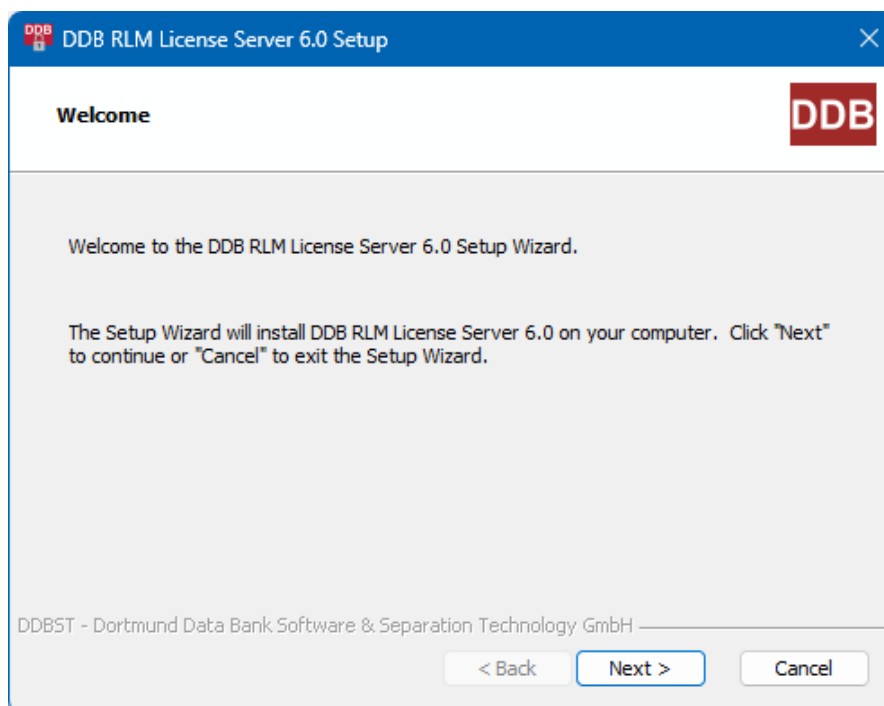 DDB
DDB RLM License Server 6.0 Setup
Welcome
DDB
Welcome to the DDB RLM License Server 6.0 Setup Wizard.
The Setup Wizard will install DDB RLM License Server 6.0 on your computer.  Click "Next"
to continue or "Cancel" to exit the Setup Wizard.
DDBST - Dortmund Data Bank Software & Separation Technology GmbH
< Back
Next >
Cancel